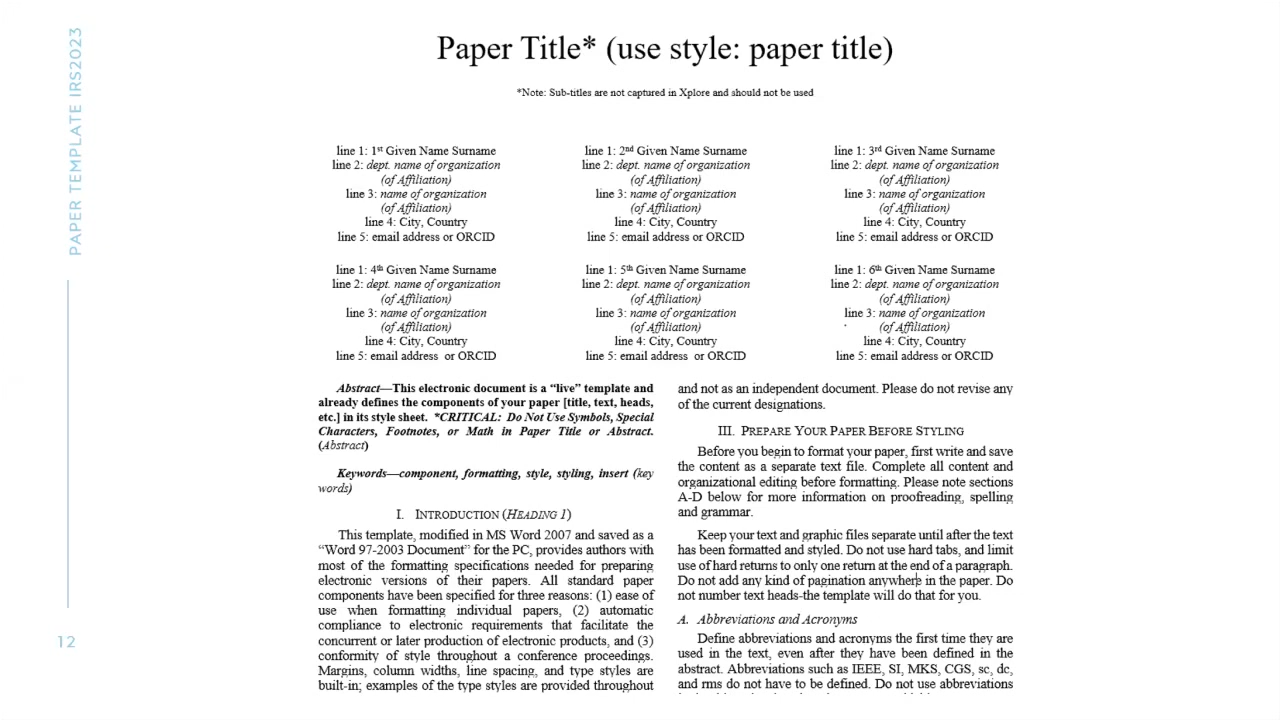 PAPER TEMPLATE IRS2023
12
Paper Title* (use style: paper title)
*Note: Sub-titles are not captured in Xplore and should not be used
line 1: 1st Given Name Surname
line 2: dept. name of organization
(of Affiliation)
line 3: name of organization
(of Affiliation)
line 4: City, Country
line 5: email address or ORCID
line 1: 2nd Given Name Surname
line 2: dept. name of organization
(of Affiliation)
line 3: name of organization
(of Affiliation)
line 4: City, Country
line 5: email address or ORCID
line 1: 3rd Given Name Surname
line 2: dept. name of organization
(of Affiliation)
line 3: name of organization
(of Affiliation)
line 4: City, Country
line 5: email address or ORCID
line 1: 4th Given Name Surname
line 2: dept. name of organization
(of Affiliation)
line 3: name of organization
(of Affiliation)
line 4: City, Country
line 5: email address or ORCID
line 1: 5th Given Name Surname
line 2: dept. name of organization
(of Affiliation)
line 3: name of organization
(of Affiliation)
line 4: City, Country
line 5: email address or ORCID
line 1: 6th Given Name Surname
line 2: dept. name of organization
(of Affiliation)
line 3: name of organization
(of Affiliation)
line 4: City, Country
line 5: email address or ORCID
Abstract—This electronic document is a “live” template and
already defines the components of your paper [title, text, heads,
etc.] in its style sheet. *CRITICAL: Do Not Use Symbols, Special
Characters, Footnotes, or Math in Paper Title or Abstract.
(Abstract)
Keywords—component, formatting, style, styling, insert (key
words)
I. INTRODUCTION (HEADING 1)
This template, modified in MS Word 2007 and saved as a
“Word 97-2003 Document” for the PC, provides authors with
most of the formatting specifications needed for preparing
electronic versions of their papers. All standard paper
components have been specified for three reasons: (1) ease of
use when formatting individual papers, (2) automatic
compliance to electronic requirements that facilitate the
concurrent or later production of electronic products, and (3)
conformity of style throughout a conference proceedings.
Margins, column widths, line spacing, and type styles are
built-in; examples of the type styles are provided throughout
and not as an independent document. Please do not revise any
of the current designations.
III. PREPARE YOUR PAPER BEFORE STYLING
Before you begin to format your paper, first write and save
the content as a separate text file. Complete all content and
organizational editing before formatting. Please note sections
A-D below for more information on proofreading, spelling
and grammar.
Keep your text and graphic files separate until after the text
has been formatted and styled. Do not use hard tabs, and limit
use of hard returns to only one return at the end of a paragraph.
Do not add any kind of pagination anywhere in the paper. Do
not number text heads-the template will do that for you.
A. Abbreviations and Acronyms
Define abbreviations and acronyms the first time they are
used in the text, even after they have been defined in the
abstract. Abbreviations such as IEEE, SI, MKS, CGS, sc, dc,
and rms do not have to be defined. Do not use abbreviations